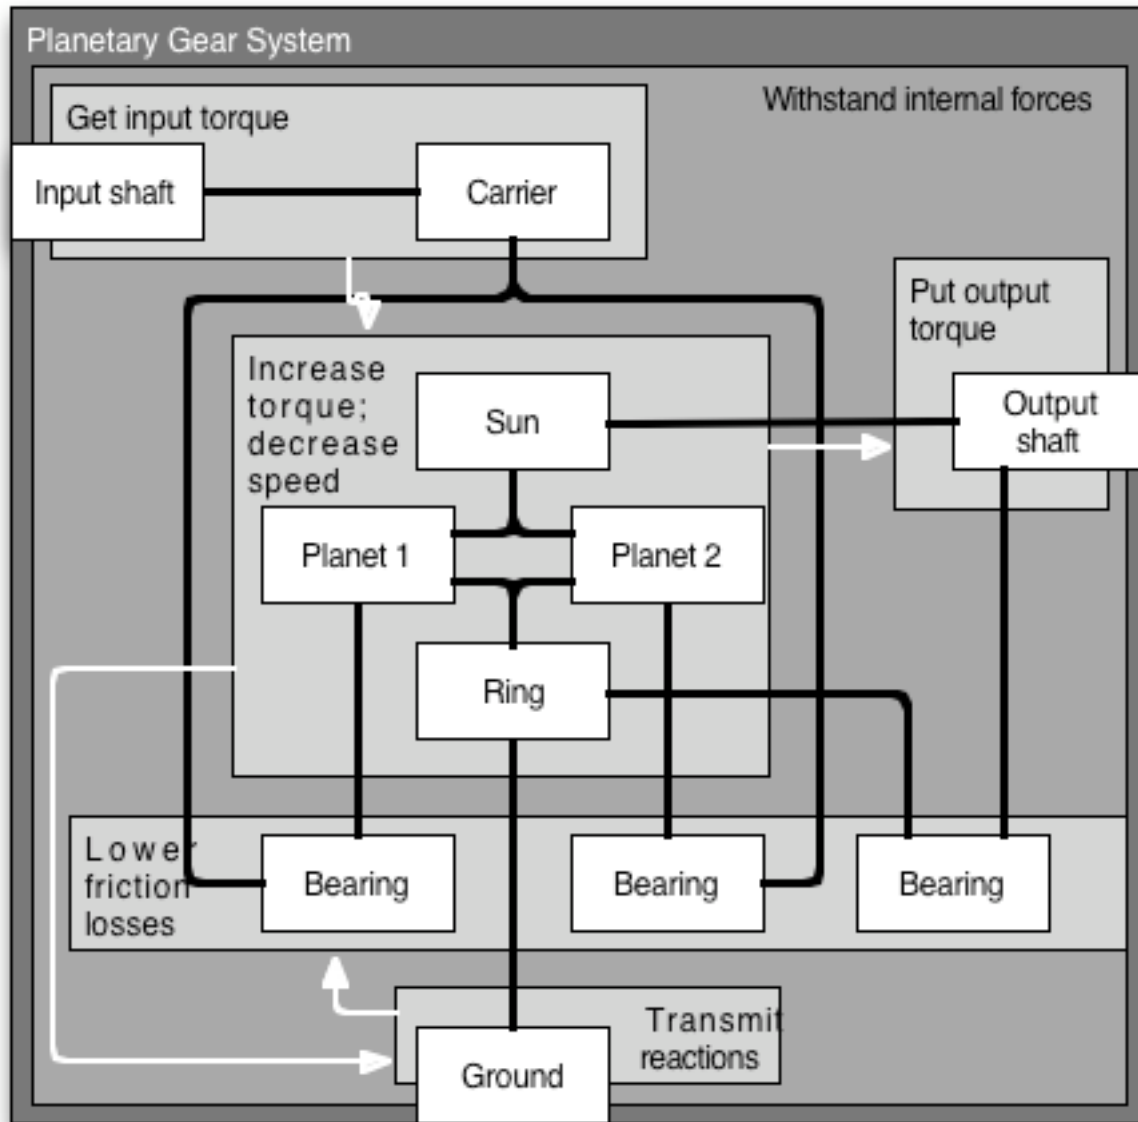 Planetary Gear System
Withstand internal forces
Get input torque
Input shaft
Carrier
Put output
torque
Increase
torque;
decrease
speed
Sun
Output
shaft
Planet 1
Planet 2
Ring
Lower
friction
losses
Bearing
Bearing
Bearing
Transmit
reactions
Ground